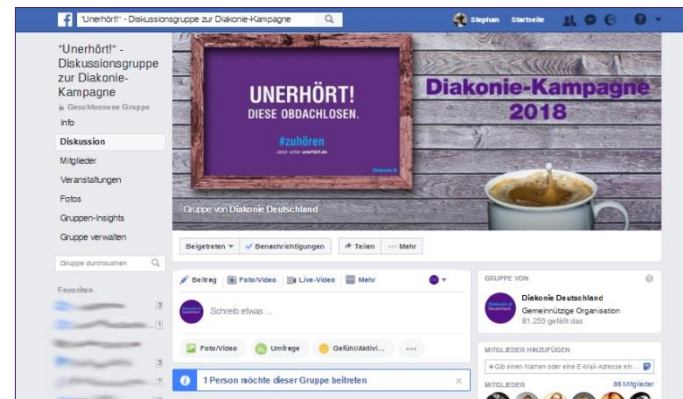 "Unerhört!" - Diskussionsgruppe zur Diakonie-Kampagne
Stephan Startseite
"Unerhört!" -
Diskussionsgruppe
zur Diakonie-
Kampagne
Geschlossene Gruppe
Info
Diskussion
Mitglieder
Veranstaltungen
Fotos
Gruppen-Insights
Gruppe verwalten
Gruppe durchsuchen
Favoriten
3
1
3
7
UNERHÖRT!
DIESE OBDACHLOSEN.
#zuhören
Diakonie-Kampagne
2018
Gruppe von Diakonie Deutschland
Beigetreten Benachrichtigungen Teilen Mehr
Beitrag Foto/Video Live-Video Mehr
Schreib etwas ...
Foto/Video Umfrage Gefühl/Aktivi...
1 Person möchte dieser Gruppe beitreten
GRUPPE VON
Diakonie Deutschland
Gemeinnützige Organisation
81.255 gefällt das
MITGLIEDER HINZUFÜGEN
+ Gib einen Namen oder eine E-Mail-Adresse ein ...
MITGLIEDER 86 Mitglieder